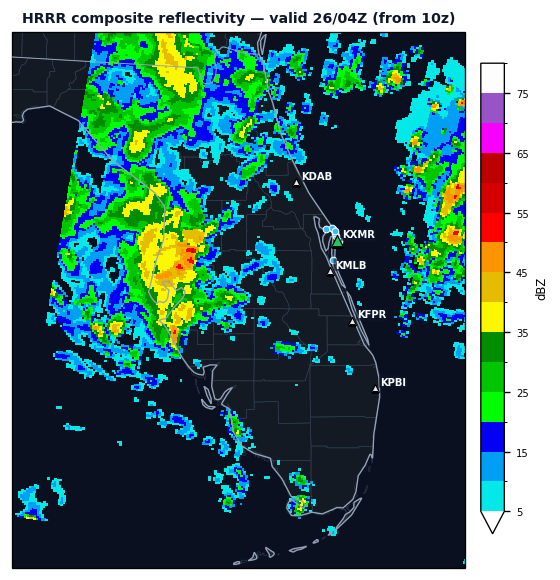 HRRR composite reflectivity — valid 26/04Z (from 10z)
KDAB
KXMR
KMLB
KFPR
KPBI
75
65
55
45
35
25
15
5
dBZ